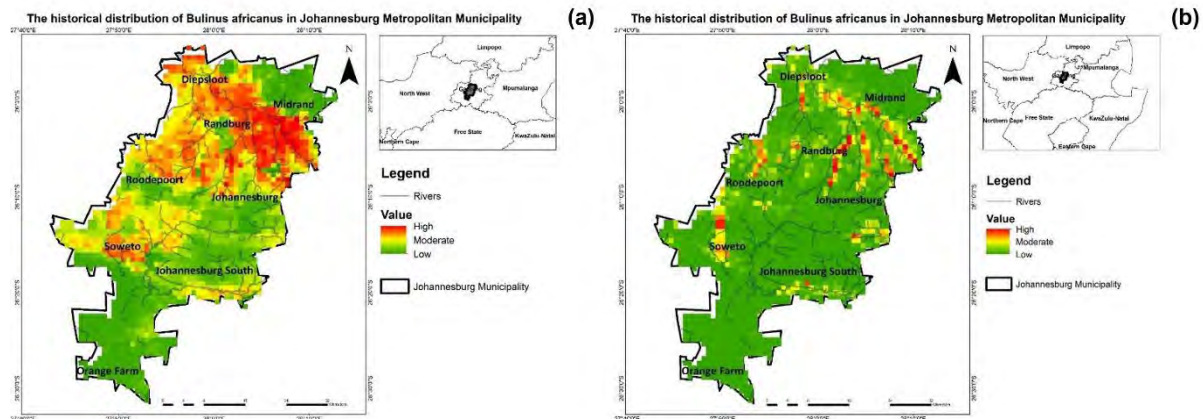 The historical distribution of Bulinus africanus in Johannesburg Metropolitan Municipality
(a)
N
Diepsloot
Midrand
Randburg
Roodepoort
Johannesburg
Soweto
Johannesburg South
Orange Farm
Limpopo
North West
Mpumalanga
Free State
KwaZulu-Natal
Northern Cape
Legend
Rivers
Value
High
Moderate
Low
Johannesburg Municipality
The historical distribution of Bulinus africanus in Johannesburg Metropolitan Municipality
(b)
N
Diepsloot
Midrand
Randburg
Roodepoort
Johannesburg
Soweto
Johannesburg South
Orange Farm
Limpopo
North West
Mpumalanga
Free State
KwaZulu-Natal
Northern Cape
Eastern Cape
Legend
Rivers
Value
High
Moderate
Low
Johannesburg Municipality